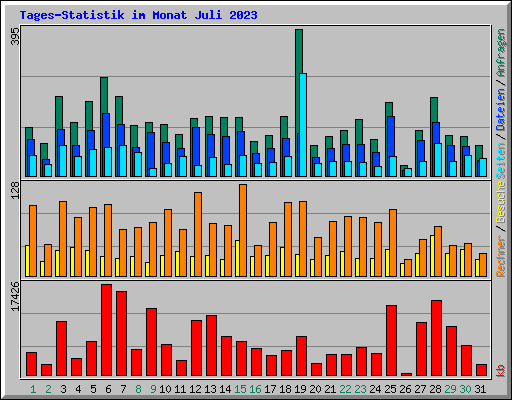 Tages-Statistik im Monat Juli 2023
395
128
17426
Rechner / Besuche Seiten / Dateien / Anfragen
kb
1 2 3 4 5 6 7 8 9 10 11 12 13 14 15 16 17 18 19 20 21 22 23 24 25 26 27 28 29 30 31